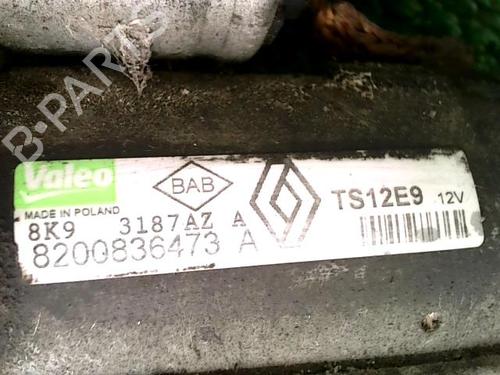 B-PARTS
Valeo
BAB
TS12E9 12V
MADE IN POLAND
8K9 3187AZ A
8200836473 A